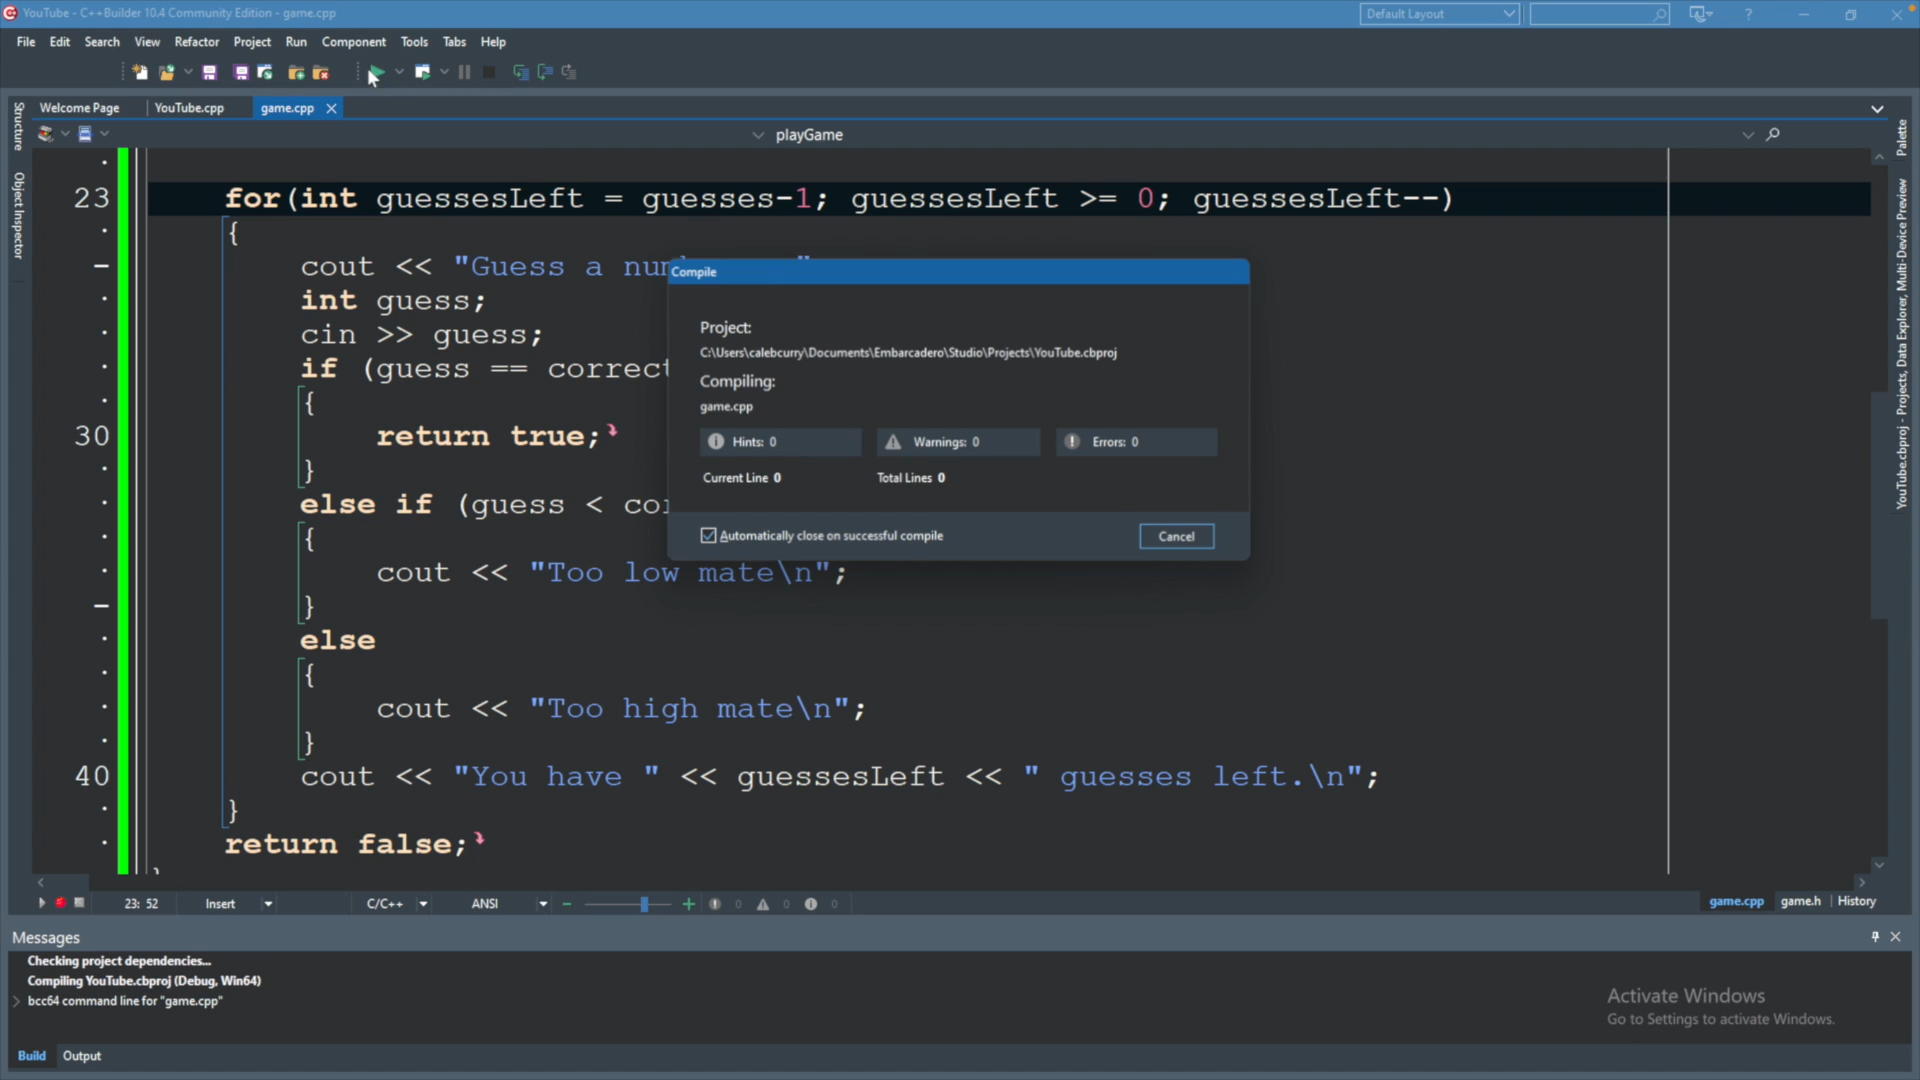 YouTube - C++Builder 10.4 Community Edition - game.cpp
Default Layout
?
File Edit Search View Refactor Project Run Component Tools Tabs Help
Welcome Page YouTube.cpp game.cpp
playGame
Structure
Object Inspector
Palette
YouTube.cbproj - Projects, Data Explorer, Multi-Device Preview
23 for(int guessesLeft = guesses-1; guessesLeft >= 0; guessesLeft--)
{
cout << "Guess a num
int guess;
cin >> guess;
if (guess == correct
{
30 return true;
}
else if (guess < co
{
cout << "Too low mate\n";
}
else
{
cout << "Too high mate\n";
}
40 cout << "You have " << guessesLeft << " guesses left.\n";
}
return false;
Compile
Project:
C:\Users\calebcurry\Documents\Embarcadero\Studio\Projects\YouTube.cbproj
Compiling:
game.cpp
Hints: 0 Warnings: 0 Errors: 0
Current Line 0 Total Lines 0
Automatically close on successful compile
Cancel
23: 52 Insert C/C++ ANSI 0 0 0
game.cpp game.h History
Messages
Checking project dependencies...
Compiling YouTube.cbproj (Debug, Win64)
bcc64 command line for "game.cpp"
Activate Windows
Go to Settings to activate Windows.
Build Output